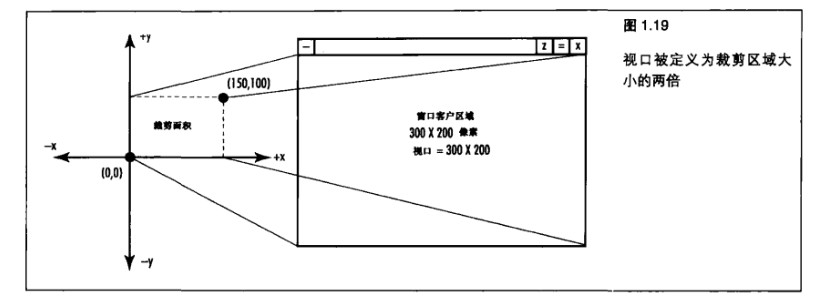 图 1.19
视口被定义为裁剪区域大
小的两倍
+y
– z = x
(150,100)
裁剪面积
窗口客户区域
300 X 200 像素
视口 = 300 X 200
–x
+x
(0,0)
–y